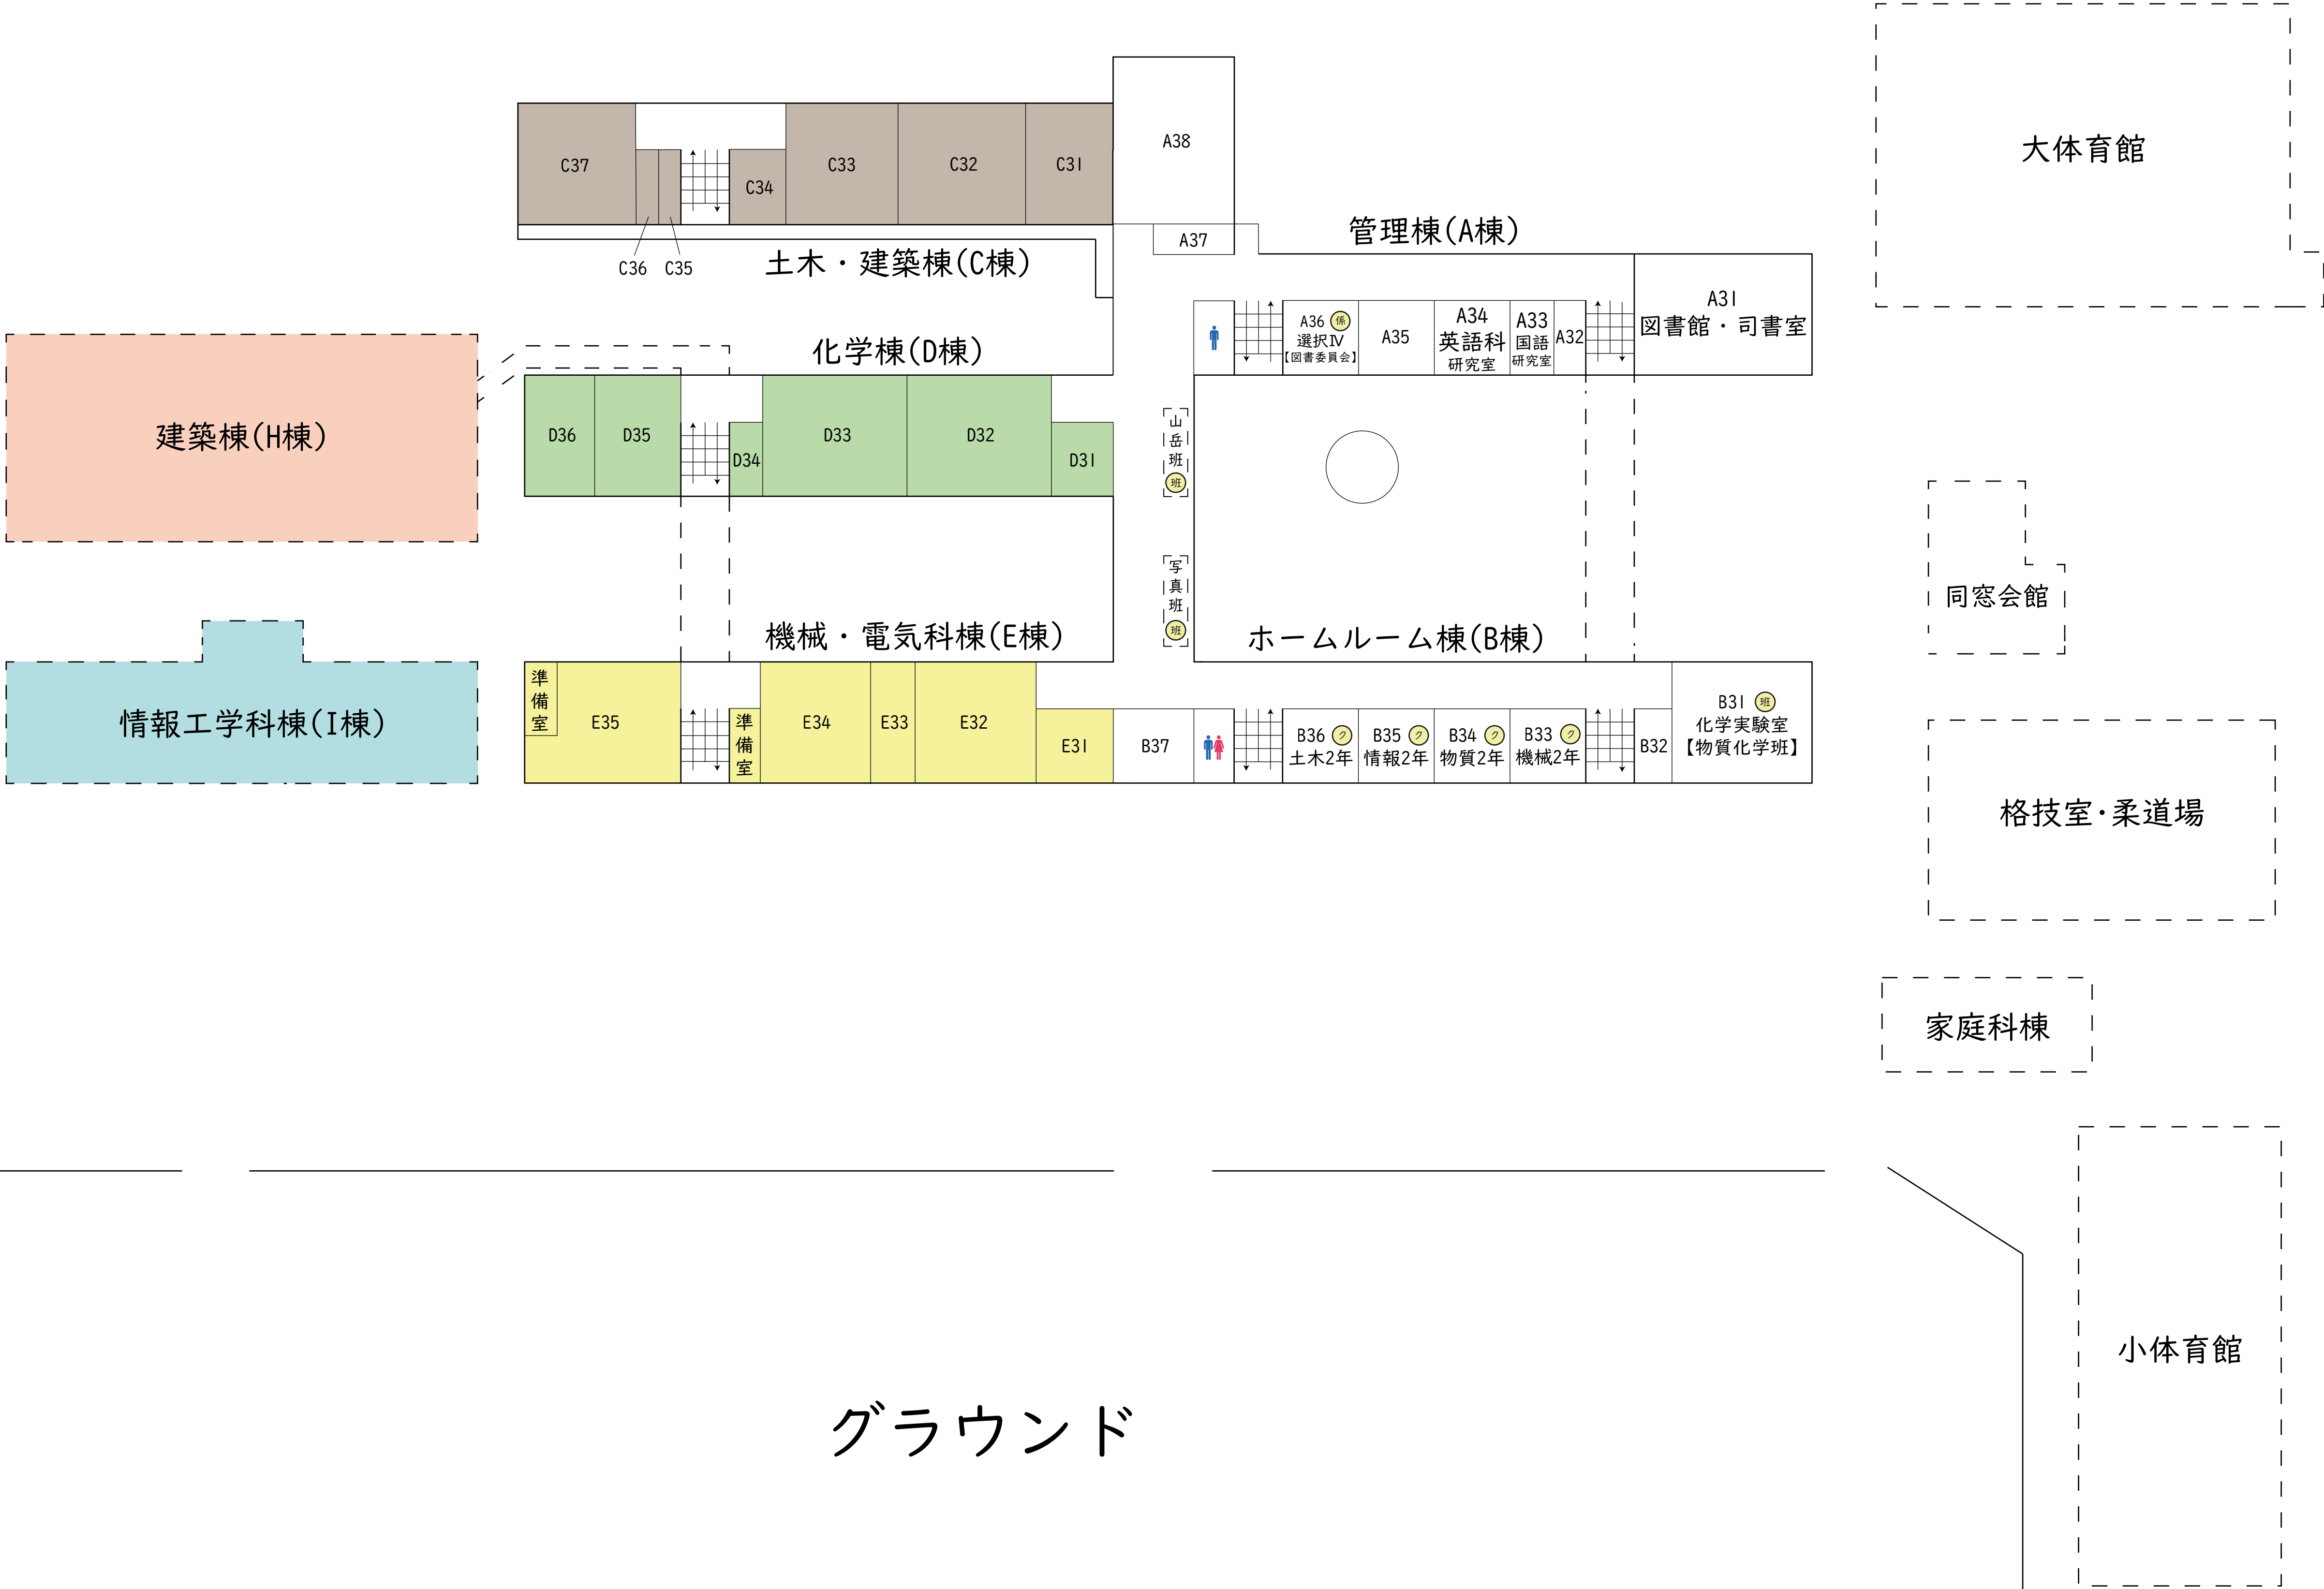 大体育館
A38
C37
C36
C35
C34
C33
C32
C31
A37
管理棟(A棟)
土木・建築棟(C棟)
A31
図書館・司書室
A36 係
選択Ⅳ
【図書委員会】
A35
A34
英語科
研究室
A33
国語
研究室
A32
化学棟(D棟)
建築棟(H棟)
D36
D35
D34
D33
D32
D31
山岳班
班
写真班
班
同窓会館
機械・電気科棟(E棟)
ホームルーム棟(B棟)
情報工学科棟(I棟)
準備室
E35
準備室
E34
E33
E32
E31
B37
B36 ク
土木2年
B35 ク
情報2年
B34 ク
物質2年
B33 ク
機械2年
B32
B31 班
化学実験室
【物質化学班】
格技室・柔道場
家庭科棟
小体育館
グラウンド